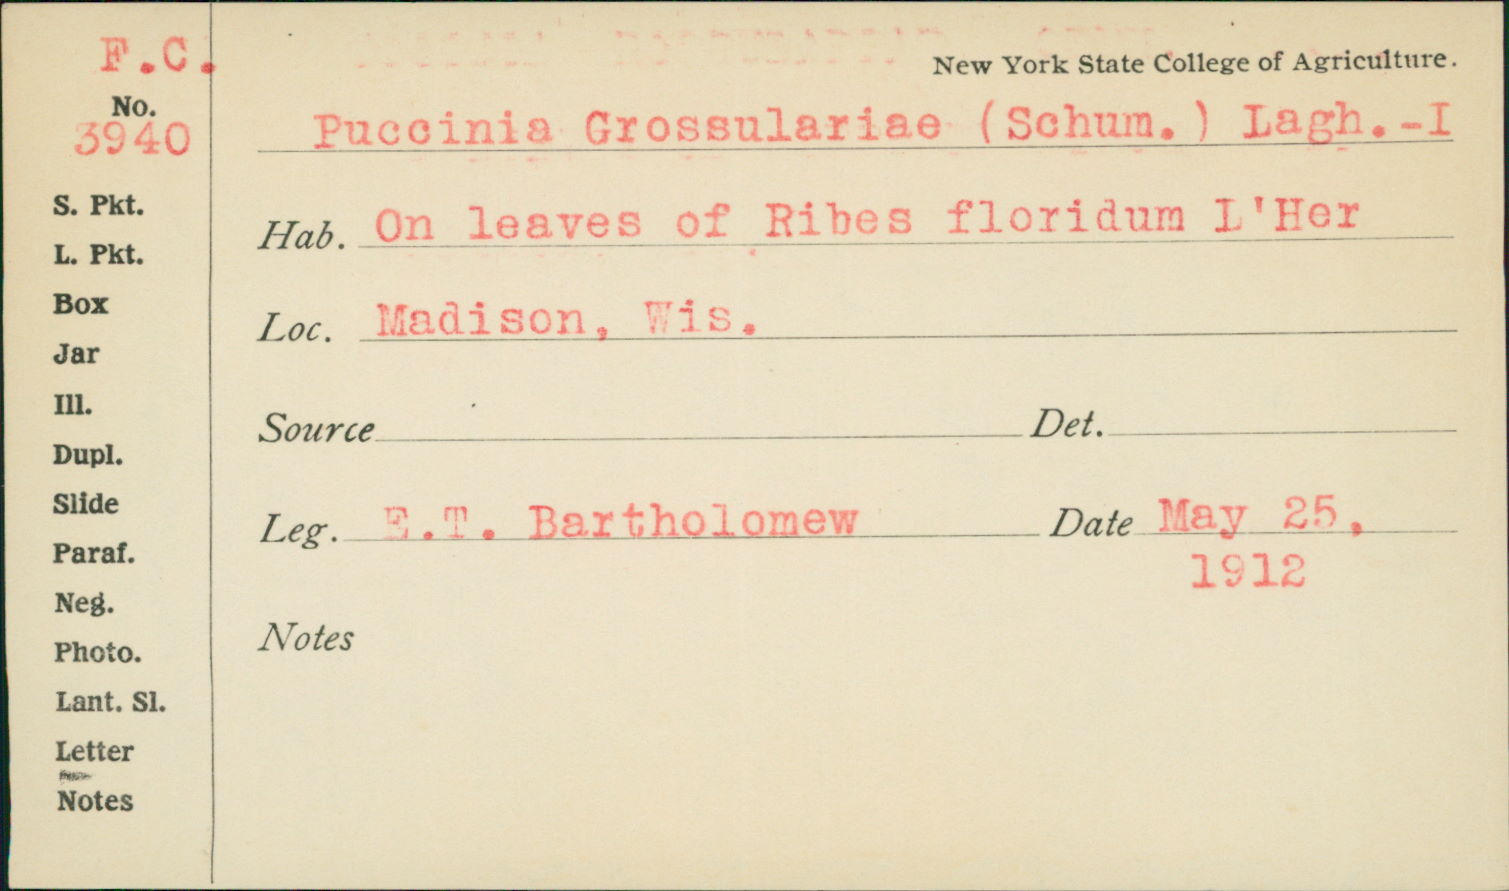 F.C.
New York State College of Agriculture.
No.
3940
Puccinia Grossulariae (Schum.) Lagh.-I
S. Pkt.
Hab. On leaves of Ribes floridum L'Her
L. Pkt.
Box
Loc. Madison, Wis.
Jar
Ill.
Source Det.
Dupl.
Slide
Leg. E.T. Bartholomew Date May 25,
1912
Paraf.
Neg.
Notes
Photo.
Lant. Sl.
Letter
Notes